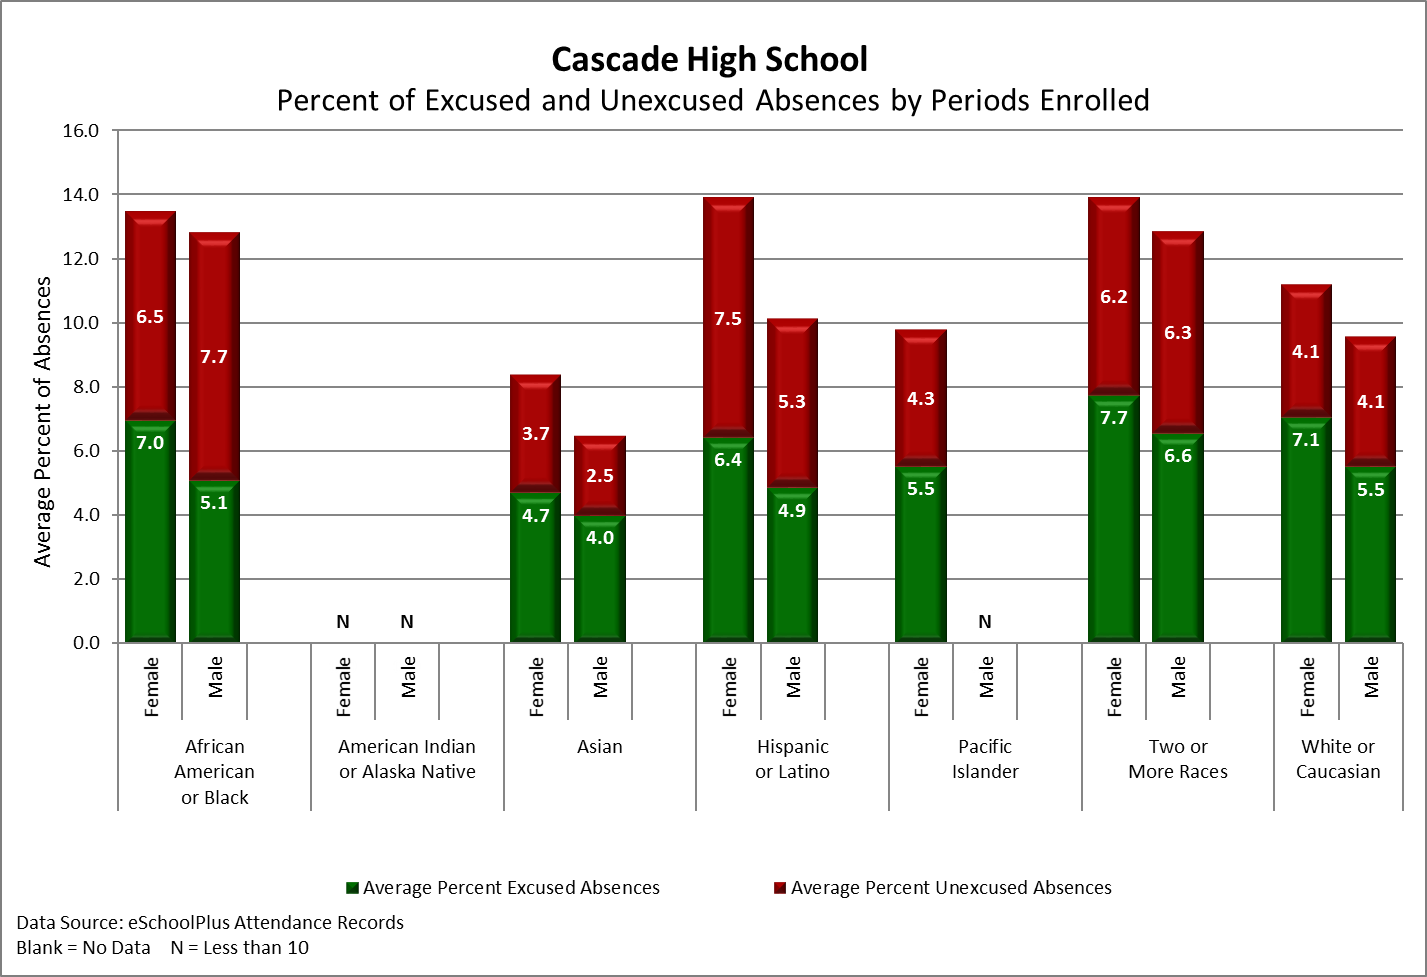 Cascade High School
Percent of Excused and Unexcused Absences by Periods Enrolled
Average Percent of Absences
16.0
14.0
12.0
10.0
8.0
6.0
4.0
2.0
0.0
6.5
7.0
7.7
5.1
N
N
3.7
4.7
2.5
4.0
7.5
6.4
5.3
4.9
4.3
5.5
N
6.2
7.7
6.3
6.6
4.1
7.1
4.1
5.5
Female
Male
Female
Male
Female
Male
Female
Male
Female
Male
Female
Male
Female
Male
African
American
or Black
American Indian
or Alaska Native
Asian
Hispanic
or Latino
Pacific
Islander
Two or
More Races
White or
Caucasian
Average Percent Excused Absences
Average Percent Unexcused Absences
Data Source: eSchoolPlus Attendance Records
Blank = No Data    N = Less than 10